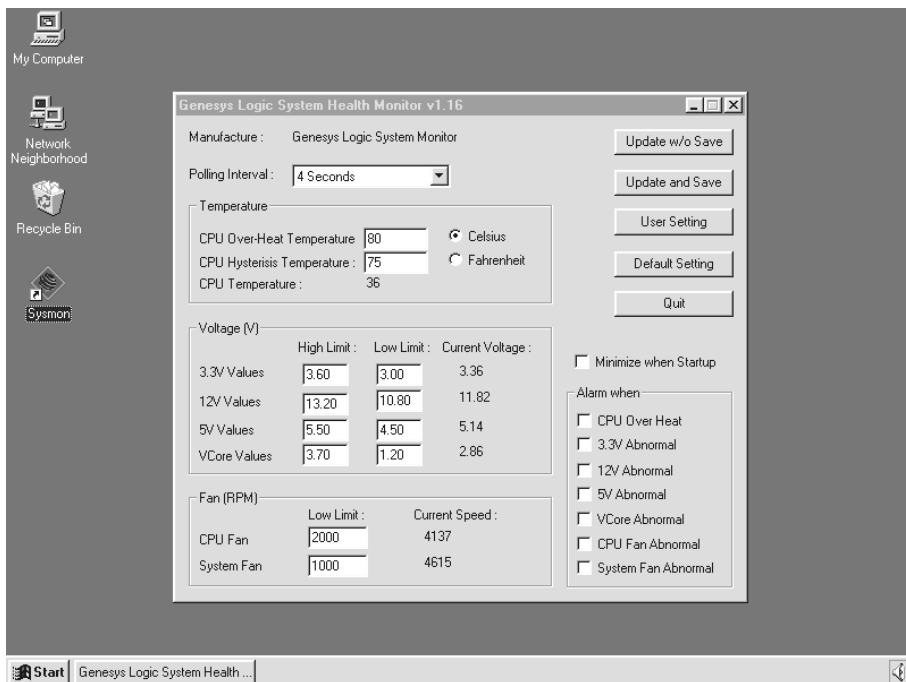 My Computer
Network
Neighborhood
Recycle Bin
Sysmon
Genesys Logic System Health Monitor v1.16
Manufacture : Genesys Logic System Monitor
Polling Interval : 4 Seconds
Temperature
CPU Over-Heat Temperature 80
CPU Hysterisis Temperature : 75
CPU Temperature : 36
Celsius
Fahrenheit
Voltage (V)
High Limit : Low Limit : Current Voltage :
3.3V Values 3.60 3.00 3.36
12V Values 13.20 10.80 11.82
5V Values 5.50 4.50 5.14
VCore Values 3.70 1.20 2.86
Fan (RPM)
Low Limit : Current Speed :
CPU Fan 2000 4137
System Fan 1000 4615
Update w/o Save
Update and Save
User Setting
Default Setting
Quit
Minimize when Startup
Alarm when
CPU Over Heat
3.3V Abnormal
12V Abnormal
5V Abnormal
VCore Abnormal
CPU Fan Abnormal
System Fan Abnormal
Start
Genesys Logic System Health ...